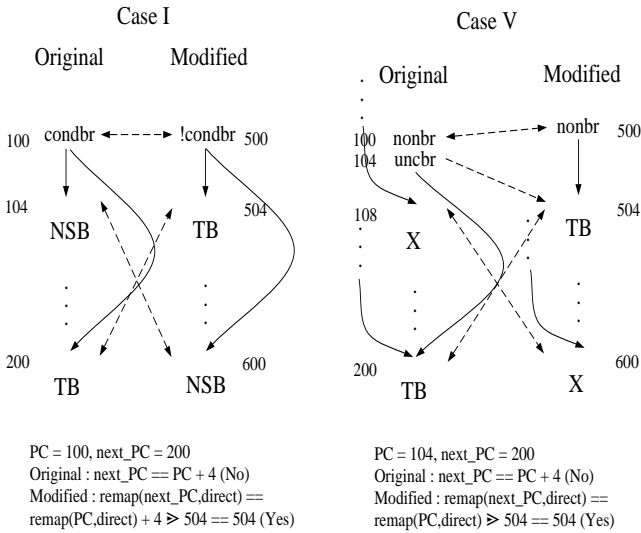 Case I
Original Modified
100 condbr !condbr 500
104 504
NSB TB
200 600
TB NSB
PC = 100, next_PC = 200
Original : next_PC == PC + 4 (No)
Modified : remap(next_PC,direct) ==
remap(PC,direct) + 4 ⋗ 504 == 504 (Yes)
Case V
Original Modified
100 nonbr nonbr 500
104 uncbr
108 504
X TB
200 600
TB X
PC = 104, next_PC = 200
Original : next_PC == PC + 4 (No)
Modified : remap(next_PC,direct) ==
remap(PC,direct) ⋗ 504 == 504 (Yes)